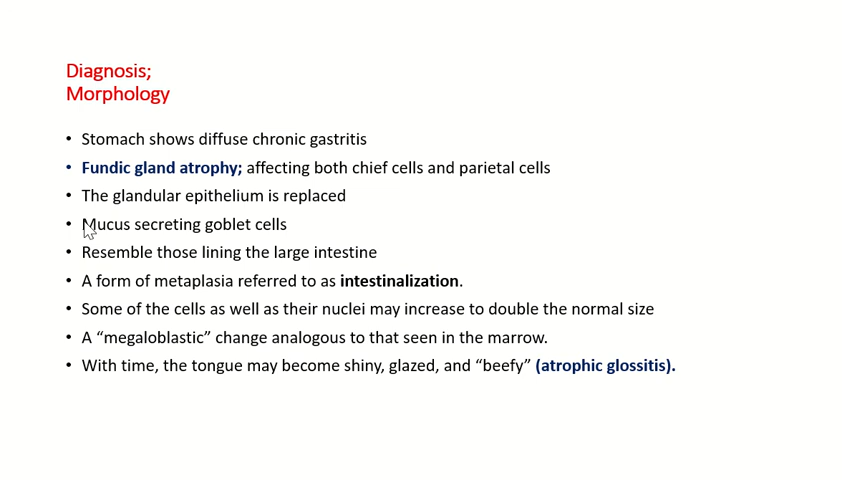 Diagnosis;
Morphology
• Stomach shows diffuse chronic gastritis
• Fundic gland atrophy; affecting both chief cells and parietal cells
• The glandular epithelium is replaced
• Mucus secreting goblet cells
• Resemble those lining the large intestine
• A form of metaplasia referred to as intestinalization.
• Some of the cells as well as their nuclei may increase to double the normal size
• A “megaloblastic” change analogous to that seen in the marrow.
• With time, the tongue may become shiny, glazed, and “beefy” (atrophic glossitis).